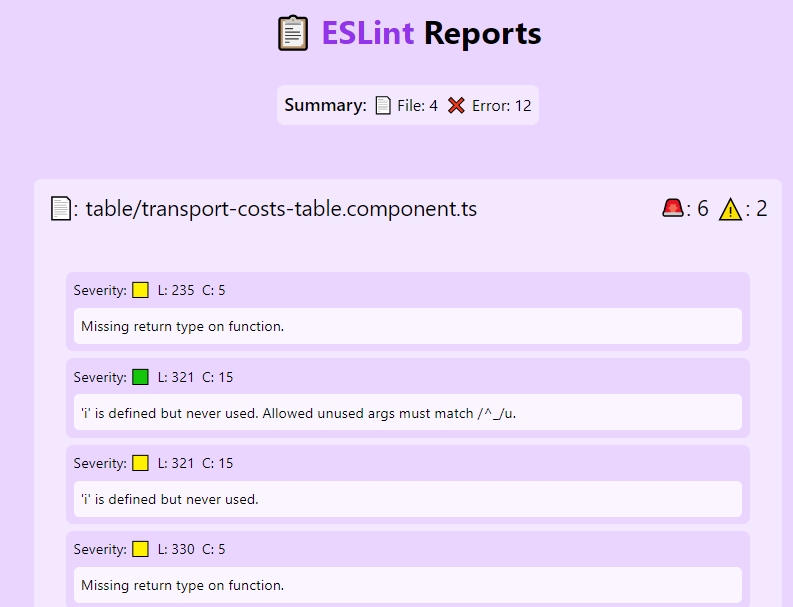 📋 ESLint Reports
Summary: 📄 File: 4 ❌ Error: 12
📄: table/transport-costs-table.component.ts 🚨: 6 ⚠️: 2
Severity: 🟨 L: 235 C: 5
Missing return type on function.
Severity: 🟩 L: 321 C: 15
'i' is defined but never used. Allowed unused args must match /^_/u.
Severity: 🟨 L: 321 C: 15
'i' is defined but never used.
Severity: 🟨 L: 330 C: 5
Missing return type on function.